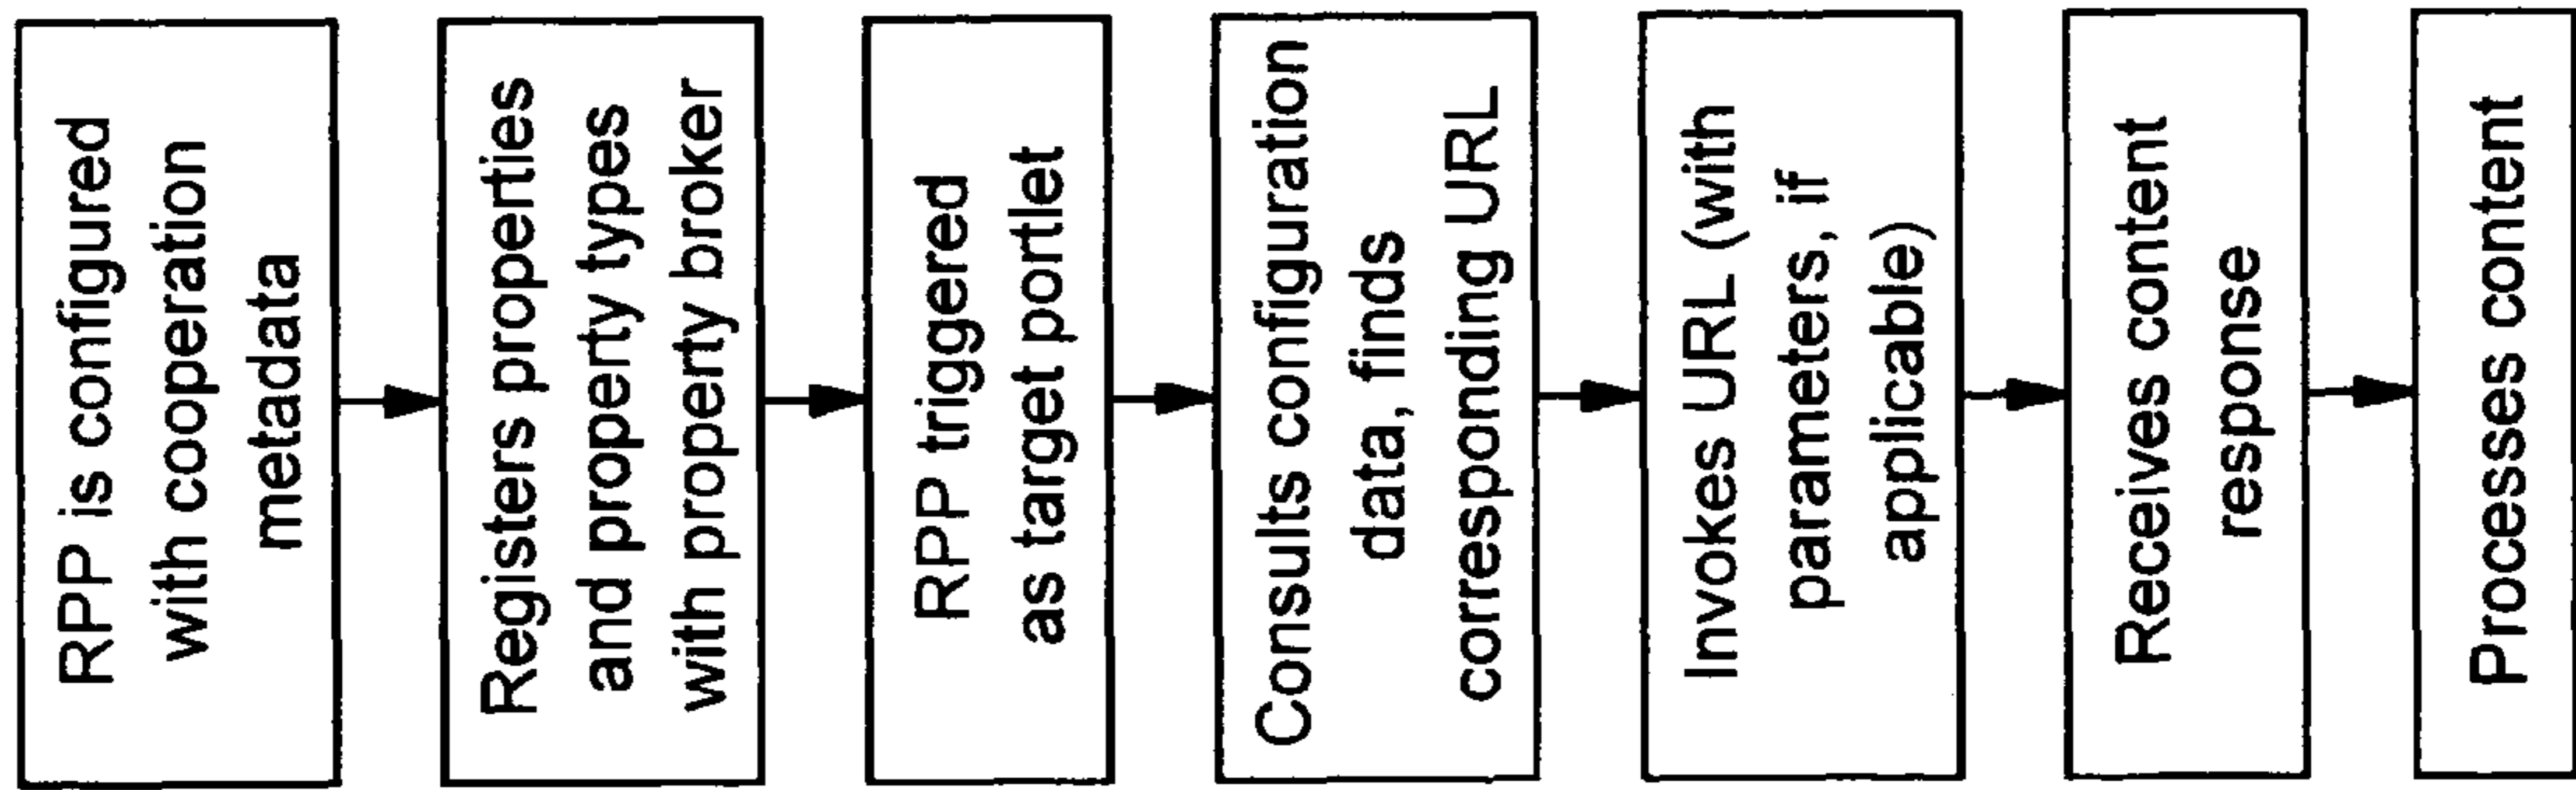 RPP is configured
with cooperation
metadata
Registers properties
and property types
with property broker
RPP triggered
as target portlet
Consults configuration
data, finds
corresponding URL
Invokes URL (with
parameters, if
applicable)
Receives content
response
Processes content